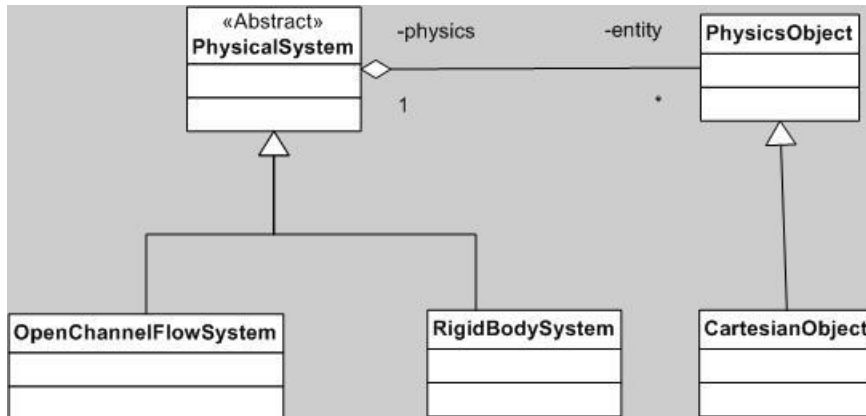 «Abstract»
PhysicalSystem
-physics
-entity
PhysicsObject
1
*
OpenChannelFlowSystem
RigidBodySystem
CartesianObject